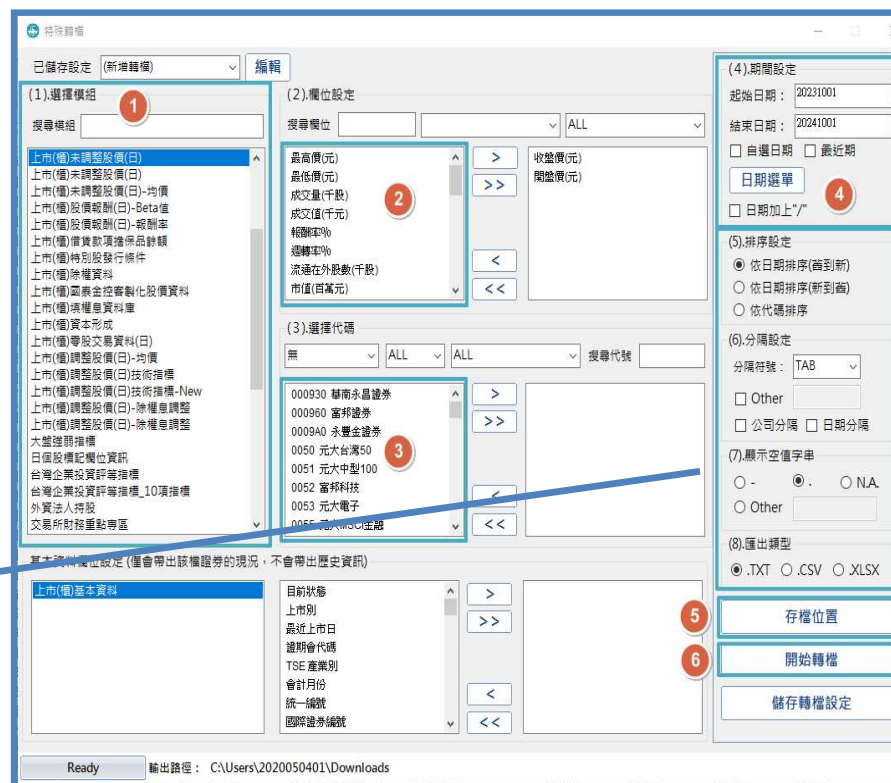 特殊轉檔
已儲存設定 (新增轉檔) 編輯
(1).選擇模組
1
搜尋模組
上市(櫃)未調整股價(日)
上市(櫃)未調整股價(日)
上市(櫃)未調整股價(日)-均價
上市(櫃)股價報酬(日)-Beta值
上市(櫃)股價報酬(日)-報酬率
上市(櫃)借貸款項擔保品餘額
上市(櫃)特別股發行條件
上市(櫃)除權資料
上市(櫃)國泰金控客製化股價資料
上市(櫃)填權息資料庫
上市(櫃)資本形成
上市(櫃)零股交易資料(日)
上市(櫃)調整股價(日)-均價
上市(櫃)調整股價(日)技術指標
上市(櫃)調整股價(日)技術指標-New
上市(櫃)調整股價(日)-除權息調整
上市(櫃)調整股價(日)-除權息調整
大盤強弱指標
日個股標記欄位資訊
台灣企業投資評等指標
台灣企業投資評等指標_10項指標
外資法人持股
交易所財務重點專區
(2).欄位設定
搜尋欄位 ALL
最高價(元)
最低價(元)
成交量(千股)
成交值(千元)
報酬率%
週轉率%
流通在外股數(千股)
市值(百萬元)
2
>
>>
<
<<
收盤價(元)
開盤價(元)
(3).選擇代碼
無 ALL ALL 搜尋代號
000930 華南永昌證券
000960 富邦證券
0009A0 永豐金證券
0050 元大台灣50
0051 元大中型100
0052 富邦科技
0053 元大電子
0055 元大MSCI金融
3
>
>>
<
<<
基本資料欄位設定 (僅會帶出該檔證券的現況，不會帶出歷史資訊)
上市(櫃)基本資料
目前狀態
上市別
最近上市日
證期會代碼
TSE 產業別
會計月份
統一編號
國際證券編號
>
>>
<
<<
(4).期間設定
起始日期： 20231001
結束日期： 20241001
自選日期 最近期
日期選單
4
日期加上"/"
(5).排序設定
依日期排序(舊到新)
依日期排序(新到舊)
依代碼排序
(6).分隔設定
分隔符號： TAB
Other
公司分隔 日期分隔
(7).顯示空值字串
- . N.A.
Other
(8).匯出類型
.TXT .CSV .XLSX
5 存檔位置
6 開始轉檔
儲存轉檔設定
Ready 輸出路徑： C:\Users\2020050401\Downloads